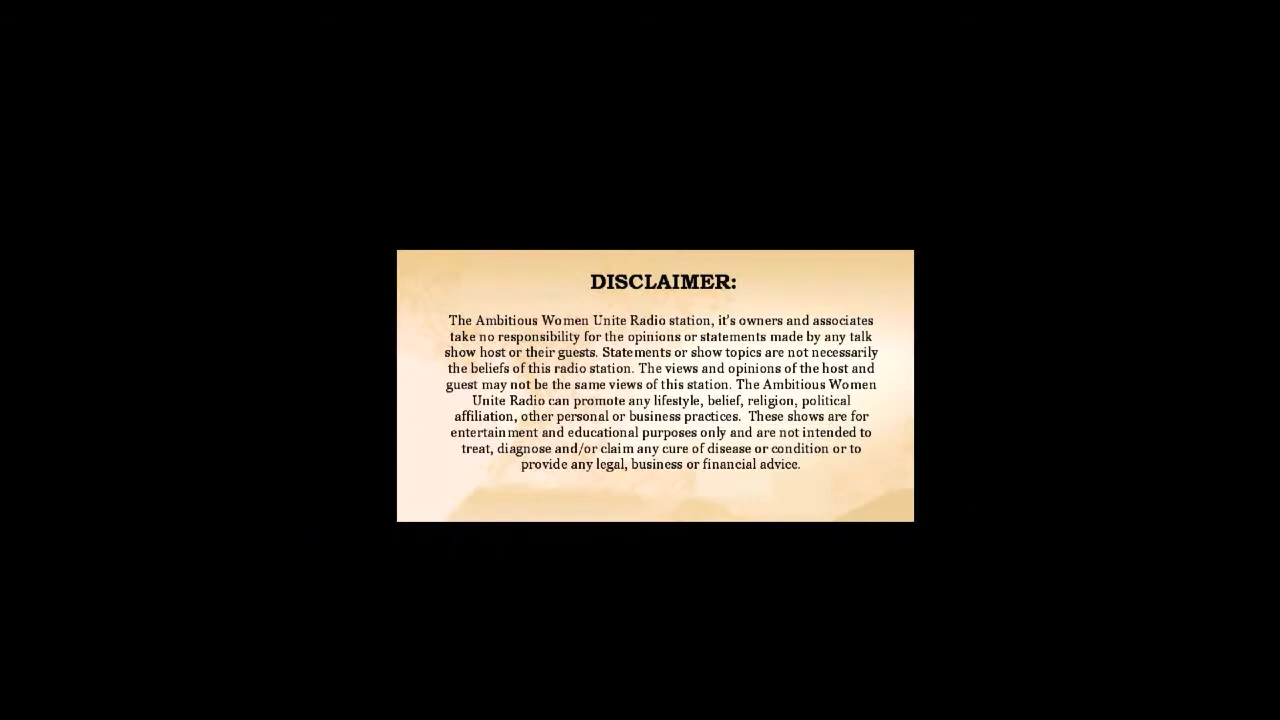 DISCLAIMER:
The Ambitious Women Unite Radio station, it's owners and associates
take no responsibility for the opinions or statements made by any talk
show host or their guests. Statements or show topics are not necessarily
the beliefs of this radio station. The views and opinions of the host and
guest may not be the same views of this station. The Ambitious Women
Unite Radio can promote any lifestyle, belief, religion, political
affiliation, other personal or business practices.  These shows are for
entertainment and educational purposes only and are not intended to
treat, diagnose and/or claim any cure of disease or condition or to
provide any legal, business or financial advice.